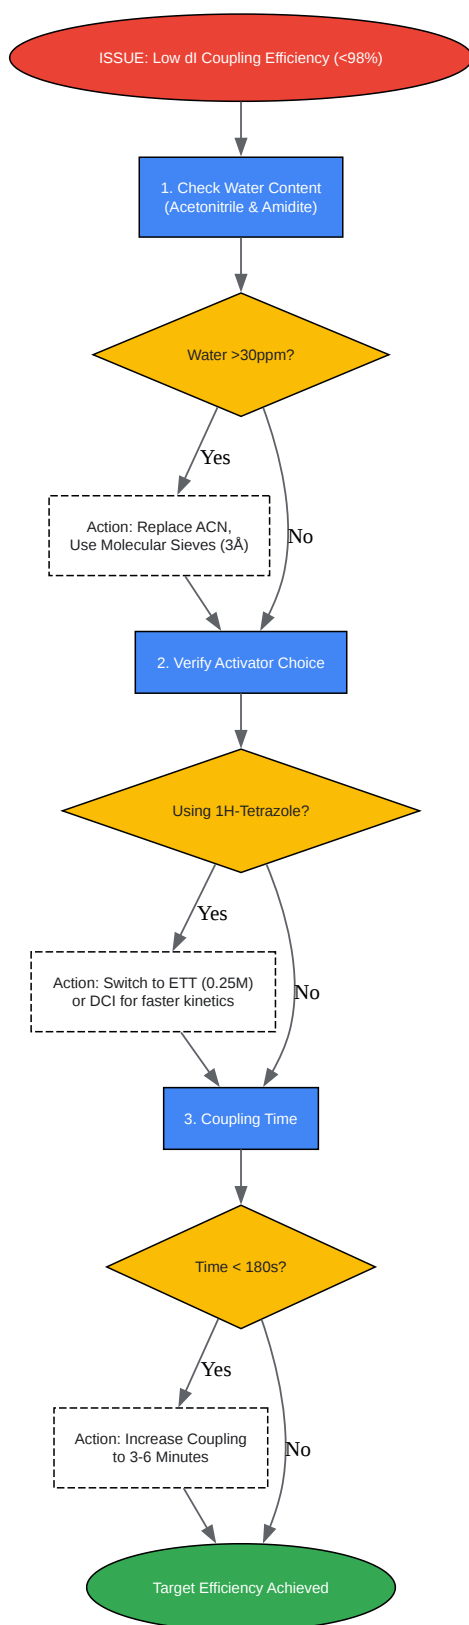 ISSUE: Low dI Coupling Efficiency (<98%)
1. Check Water Content
(Acetonitrile & Amidite)
Water >30ppm?
Yes
Action: Replace ACN,
Use Molecular Sieves (3Å)
No
2. Verify Activator Choice
Using 1H-Tetrazole?
Yes
Action: Switch to ETT (0.25M)
or DCI for faster kinetics
No
3. Coupling Time
Time < 180s?
Yes
Action: Increase Coupling
to 3-6 Minutes
No
Target Efficiency Achieved